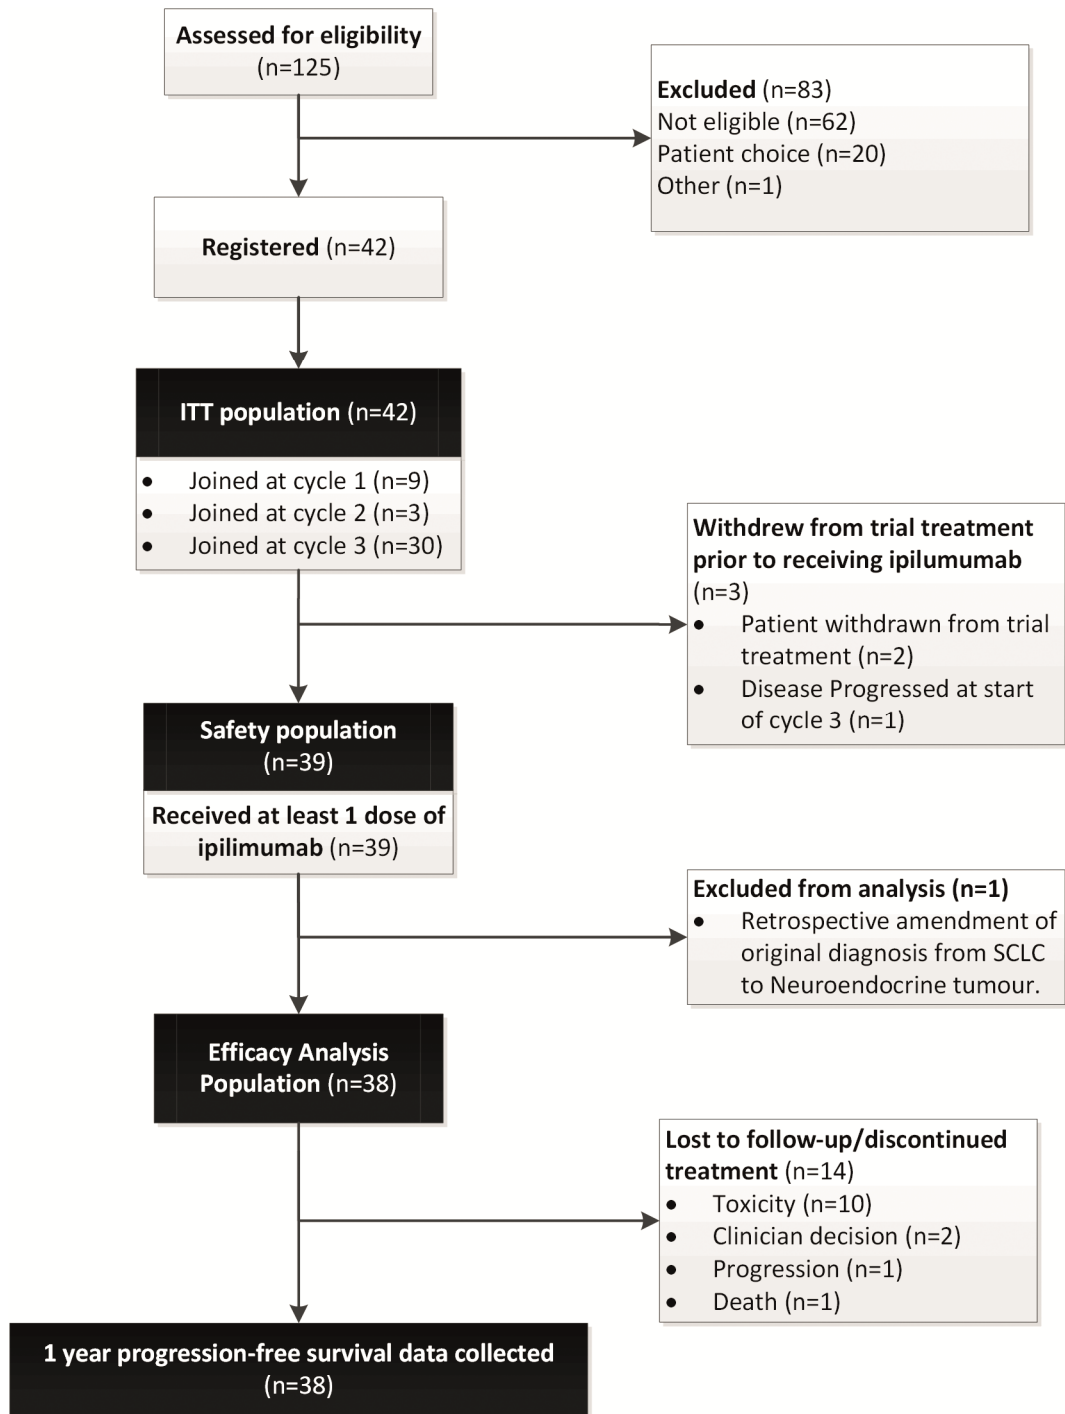 Assessed for eligibility
(n=125)
Excluded (n=83)
Not eligible (n=62)
Patient choice (n=20)
Other (n=1)
Registered (n=42)
ITT population (n=42)
• Joined at cycle 1 (n=9)
• Joined at cycle 2 (n=3)
• Joined at cycle 3 (n=30)
Withdrew from trial treatment
prior to receiving ipilumumab
(n=3)
• Patient withdrawn from trial
treatment (n=2)
• Disease Progressed at start
of cycle 3 (n=1)
Safety population
(n=39)
Received at least 1 dose of
ipilimumab (n=39)
Excluded from analysis (n=1)
• Retrospective amendment of
original diagnosis from SCLC
to Neuroendocrine tumour.
Efficacy Analysis
Population (n=38)
Lost to follow-up/discontinued
treatment (n=14)
• Toxicity (n=10)
• Clinician decision (n=2)
• Progression (n=1)
• Death (n=1)
1 year progression-free survival data collected
(n=38)